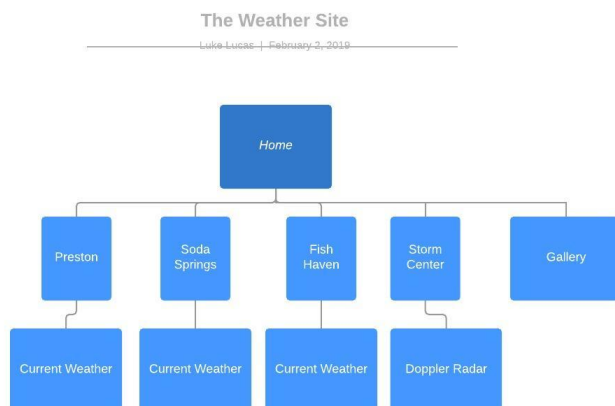 The Weather Site
Luke Lucas | February 2, 2019
Home
Preston
Soda
Springs
Fish
Haven
Storm
Center
Gallery
Current Weather
Current Weather
Current Weather
Doppler Radar